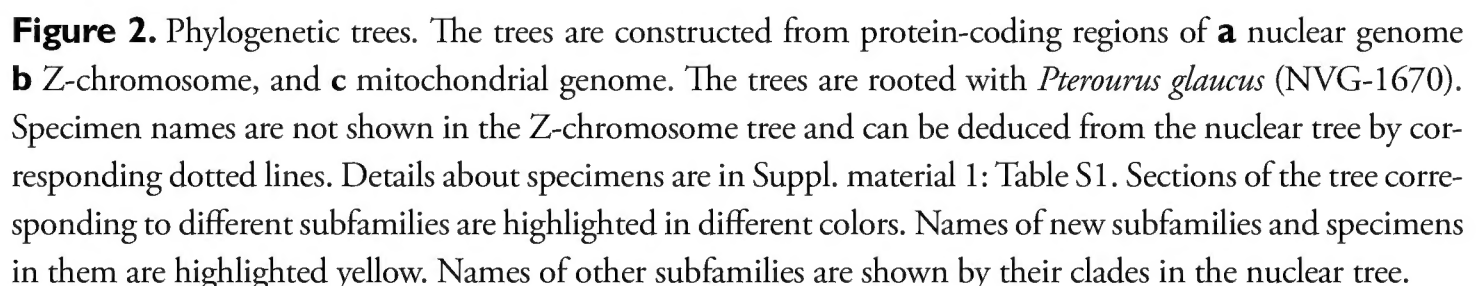 Figure 2. Phylogenetic trees. The trees are constructed from protein-coding regions of a nuclear genome
b Z-chromosome, and c mitochondrial genome. The trees are rooted with Pterourus glaucus (NVG-1670).
Specimen names are not shown in the Z-chromosome tree and can be deduced from the nuclear tree by cor-
responding dotted lines. Details about specimens are in Suppl. material 1: Table S1. Sections of the tree corre-
sponding to different subfamilies are highlighted in different colors. Names of new subfamilies and specimens
in them are highlighted yellow. Names of other subfamilies are shown by their clades in the nuclear tree.